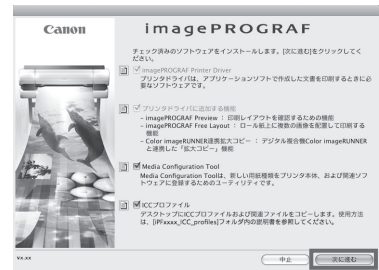 Canon
imagePROGRAF
チェック済みのソフトウェアをインストールします。[次に進む]をクリックしてく
ださい。
imagePROGRAF Printer Driver
プリンタドライバは、アプリケーションソフトで作成した文書を印刷するときに必
要なソフトウェアです。
プリンタドライバに追加する機能
- imagePROGRAF Preview : 印刷レイアウトを確認するための機能
- imagePROGRAF Free Layout : ロール紙上に複数の画像を配置して印刷する
機能
- Color imageRUNNER連携拡大コピー : デジタル複合機Color imageRUNNER
と連携した「拡大コピー」機能
Media Configuration Tool
Media Configuration Toolは、新しい用紙種類をプリンタ本体、および関連ソフ
トウェアに登録するためのユーティリティです。
ICCプロファイル
デスクトップにICCプロファイルおよび関連ファイルをコピーします。使用方法
は、[iPFxxxx_ICC_profiles]フォルダ内の説明書を参照してください。
Vx.xx
中止
次に進む